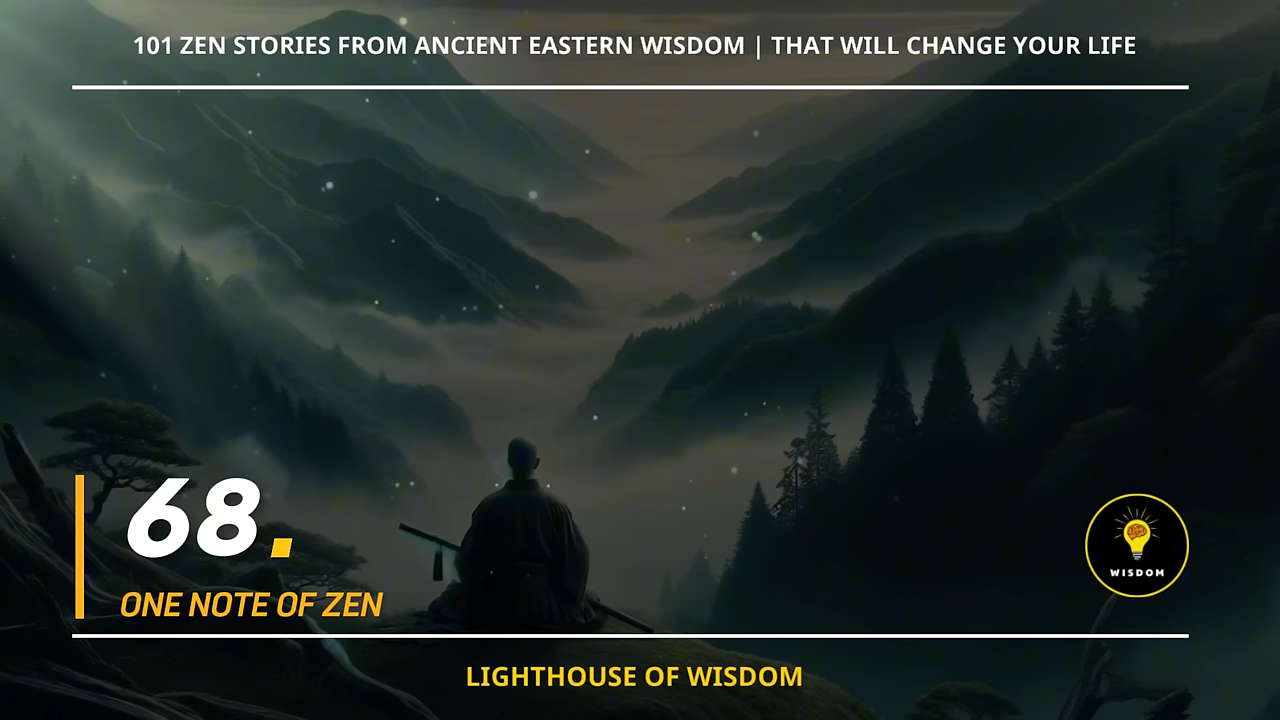 101 ZEN STORIES FROM ANCIENT EASTERN WISDOM | THAT WILL CHANGE YOUR LIFE
68.
ONE NOTE OF ZEN
WISDOM
LIGHTHOUSE OF WISDOM